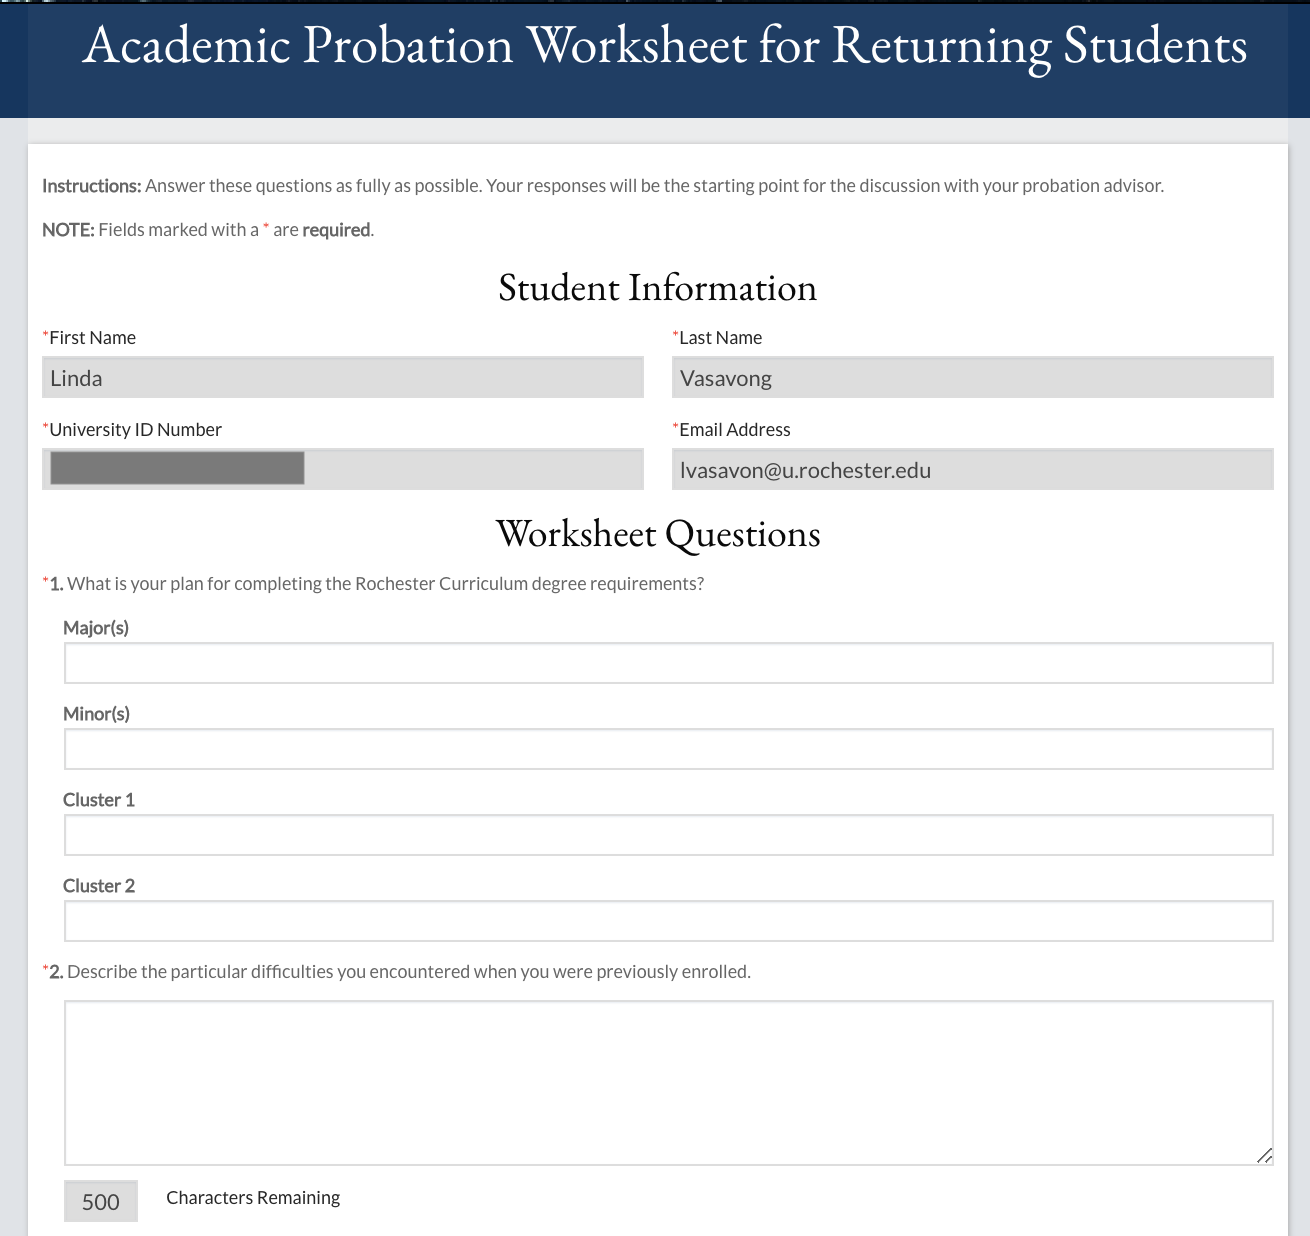 Academic Probation Worksheet for Returning Students
Instructions: Answer these questions as fully as possible. Your responses will be the starting point for the discussion with your probation advisor.
NOTE: Fields marked with a * are required.
Student Information
*First Name
Linda
*Last Name
Vasavong
*University ID Number
*Email Address
lvasavon@u.rochester.edu
Worksheet Questions
*1. What is your plan for completing the Rochester Curriculum degree requirements?
Major(s)
Minor(s)
Cluster 1
Cluster 2
*2. Describe the particular difficulties you encountered when you were previously enrolled.
500 Characters Remaining